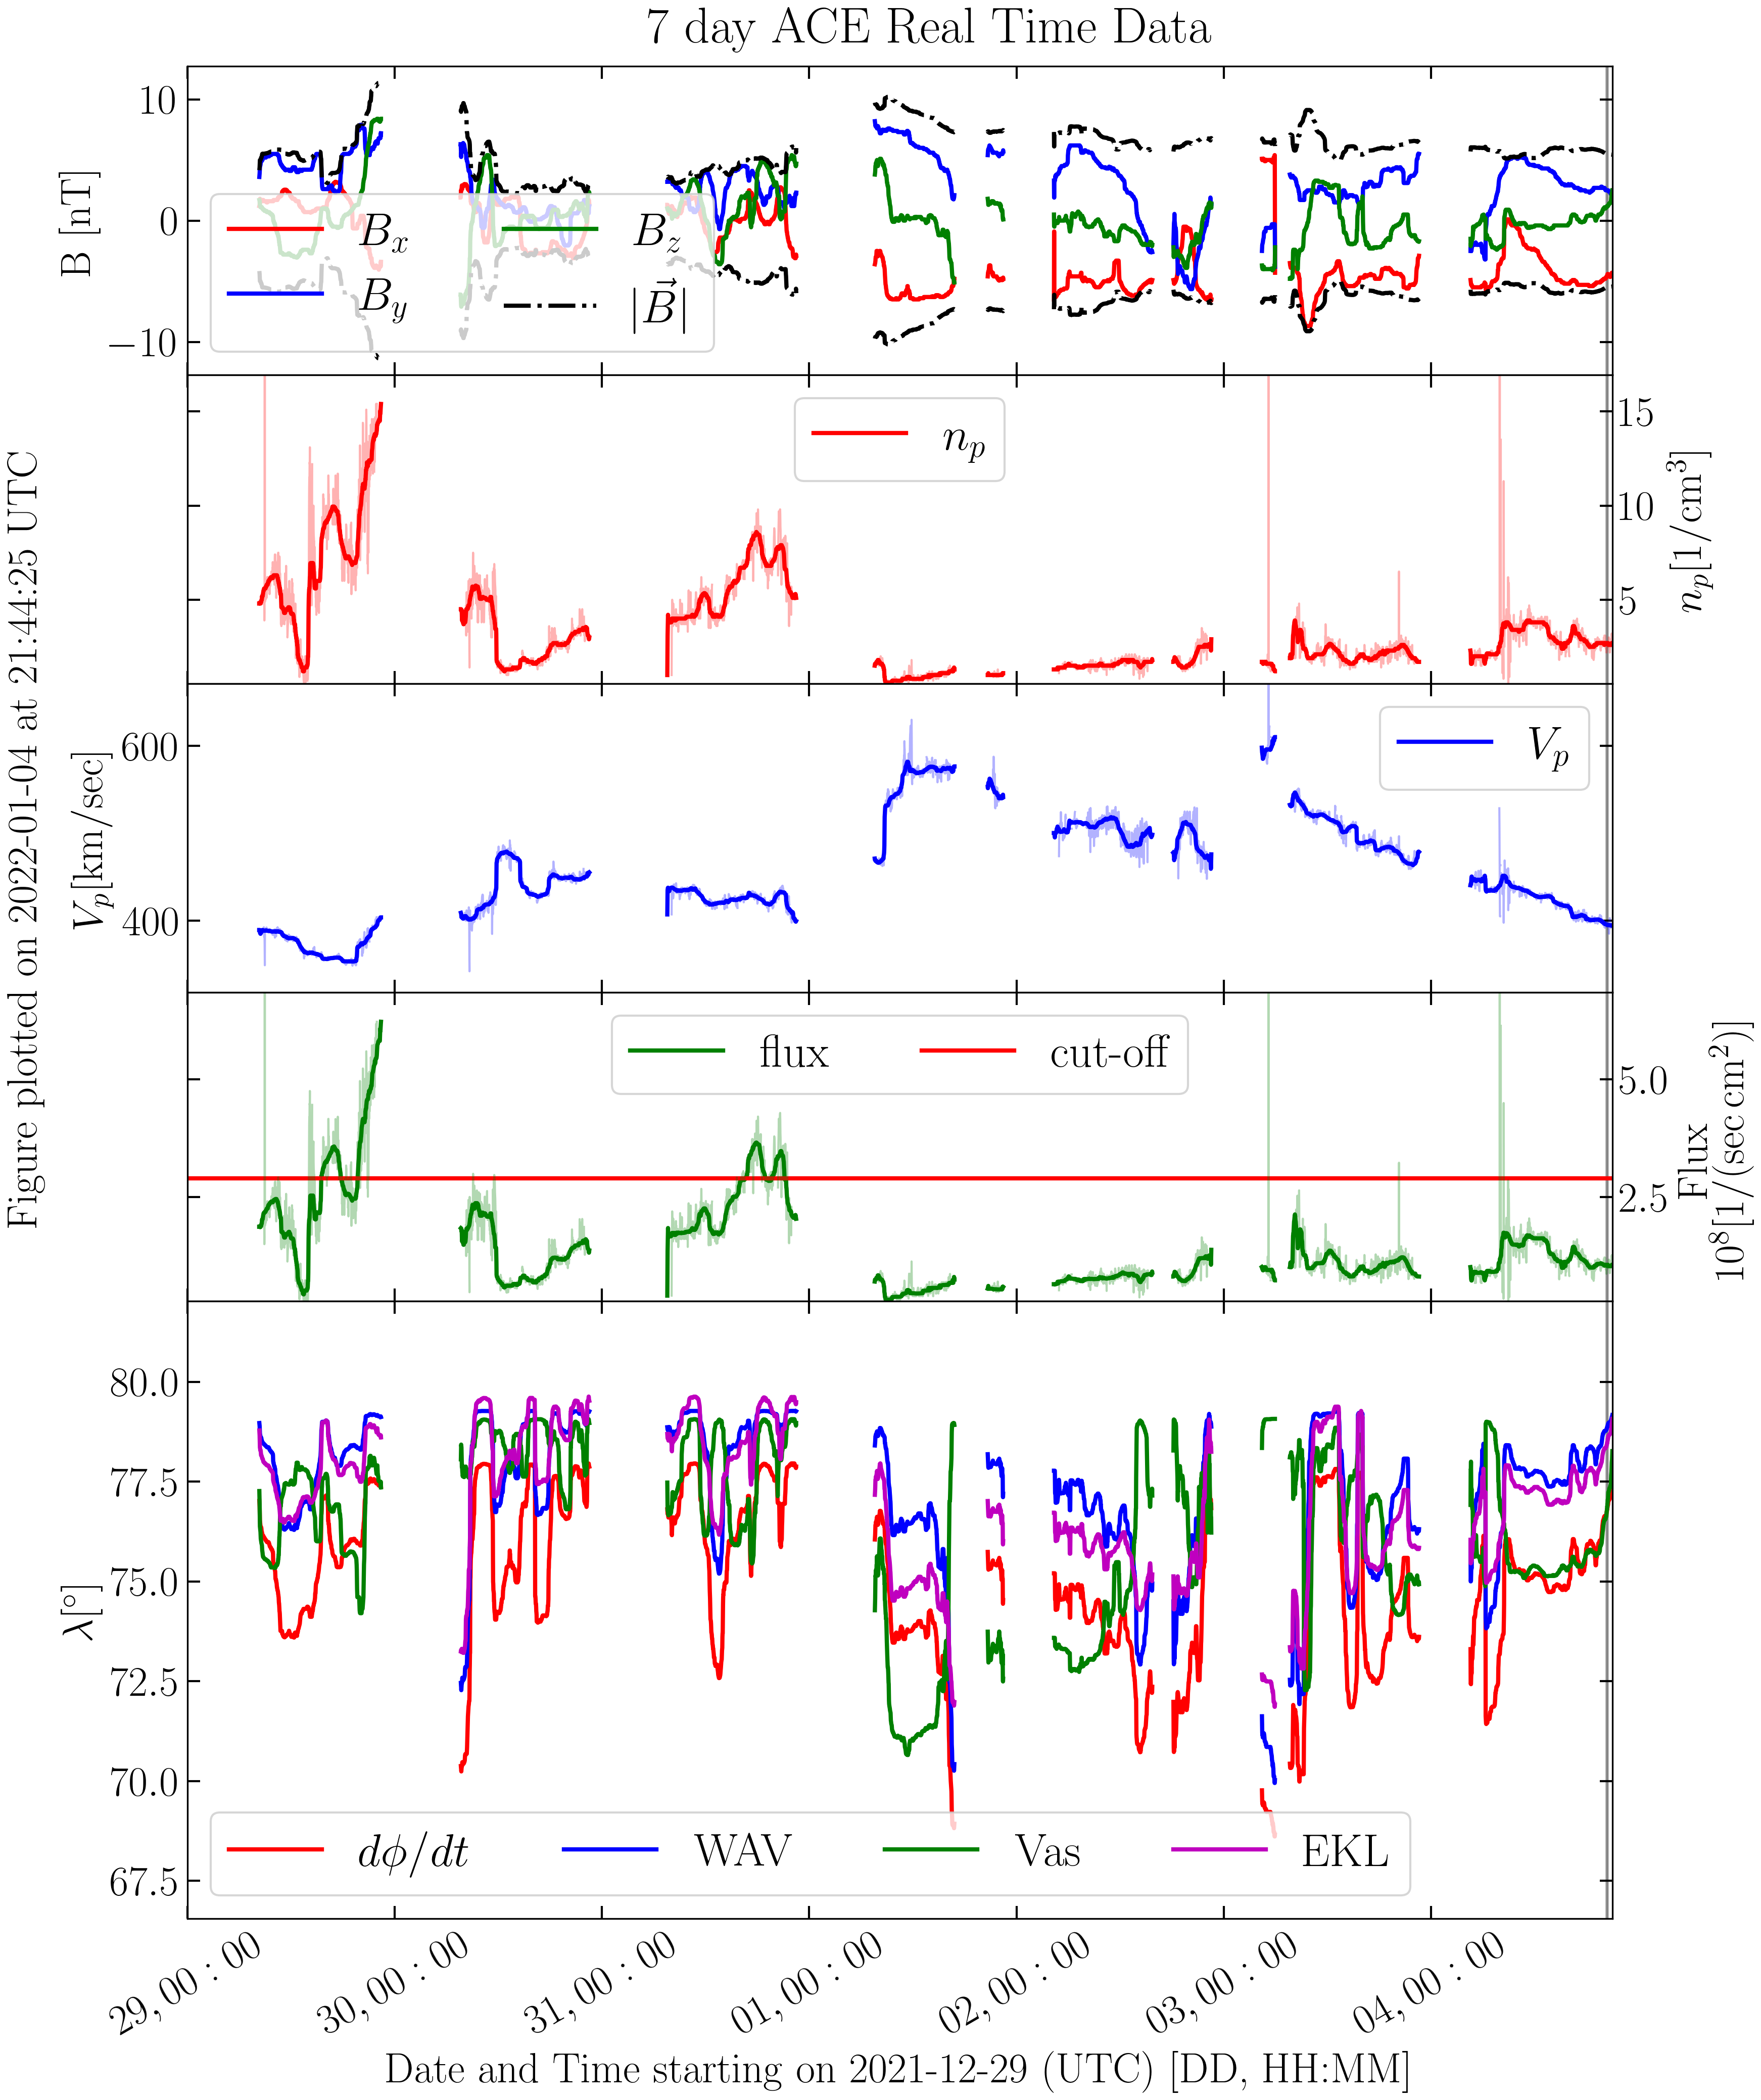 7 day ACE Real Time Data
Figure plotted on 2022-01-04 at 21:44:25 UTC
B [nT]
10
0
−10
B_x
B_y
B_z
|B⃗|
n_p
15
10
5
n_p[1/cm³]
V_p[km/sec]
600
400
V_p
flux
cut-off
5.0
2.5
Flux
10⁸[1/(sec cm²)]
λ[°]
80.0
77.5
75.0
72.5
70.0
67.5
dϕ/dt
WAV
Vas
EKL
29, 00 : 00
30, 00 : 00
31, 00 : 00
01, 00 : 00
02, 00 : 00
03, 00 : 00
04, 00 : 00
Date and Time starting on 2021-12-29 (UTC) [DD, HH:MM]